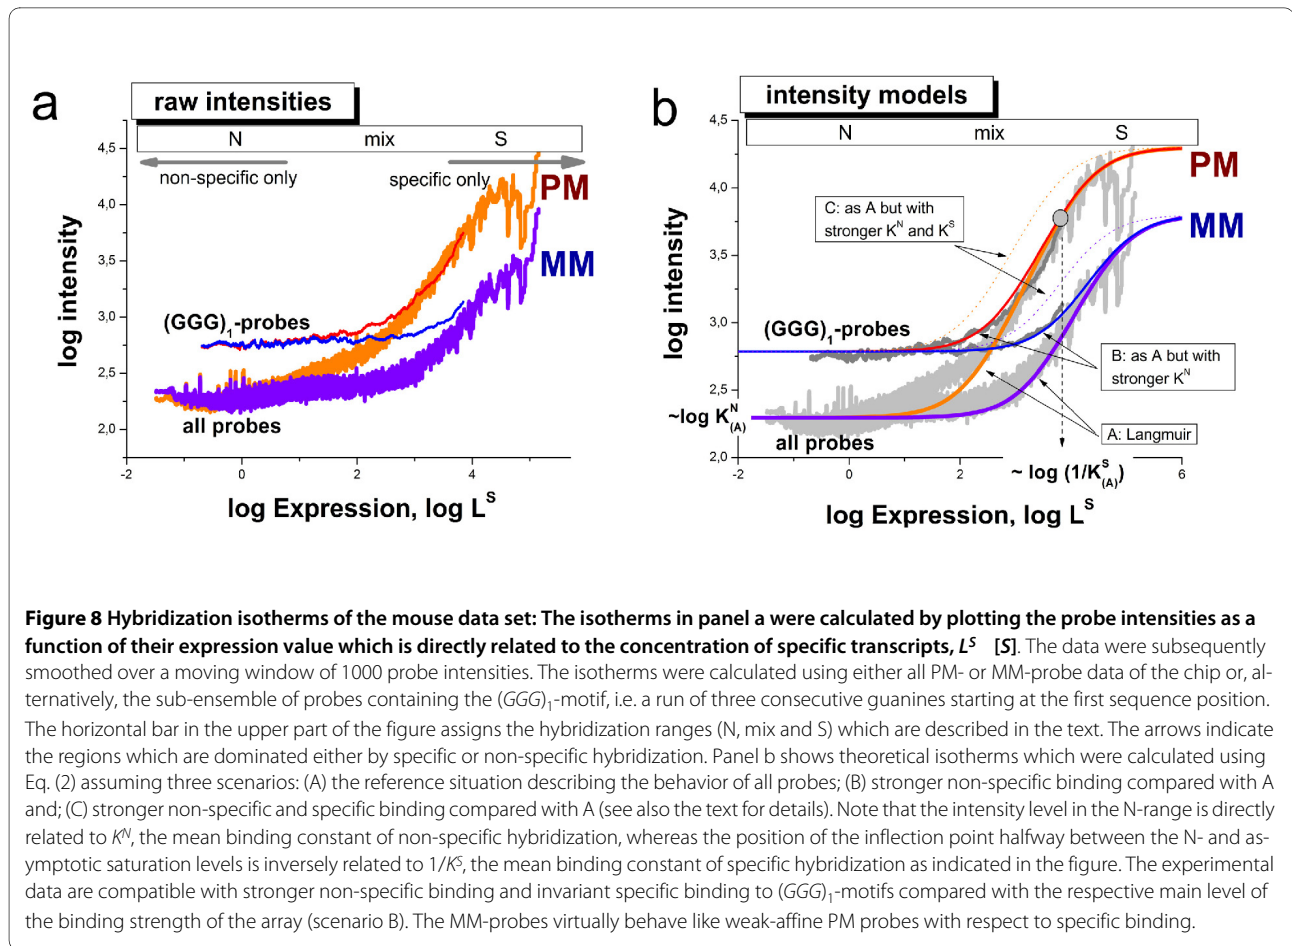 a
raw intensities
N mix S
non-specific only
specific only
PM
MM
(GGG)1-probes
all probes
4,5
4,0
3,5
3,0
2,5
2,0
log intensity
-2 0 2 4
log Expression, log L^S
b
intensity models
N mix S
4,5
4,0
3,5
3,0
2,5
2,0
log intensity
PM
MM
C: as A but with
stronger K^N and K^S
(GGG)1-probes
B: as A but with
stronger K^N
~log K^N_(A)
all probes
A: Langmuir
-2 0 2 ~ log (1/K^S_(A)) 6
log Expression, log L^S
Figure 8 Hybridization isotherms of the mouse data set: The isotherms in panel a were calculated by plotting the probe intensities as a
function of their expression value which is directly related to the concentration of specific transcripts, L^S [S]. The data were subsequently
smoothed over a moving window of 1000 probe intensities. The isotherms were calculated using either all PM- or MM-probe data of the chip or, al-
ternatively, the sub-ensemble of probes containing the (GGG)1-motif, i.e. a run of three consecutive guanines starting at the first sequence position.
The horizontal bar in the upper part of the figure assigns the hybridization ranges (N, mix and S) which are described in the text. The arrows indicate
the regions which are dominated either by specific or non-specific hybridization. Panel b shows theoretical isotherms which were calculated using
Eq. (2) assuming three scenarios: (A) the reference situation describing the behavior of all probes; (B) stronger non-specific binding compared with A
and; (C) stronger non-specific and specific binding compared with A (see also the text for details). Note that the intensity level in the N-range is directly
related to K^N, the mean binding constant of non-specific hybridization, whereas the position of the inflection point halfway between the N- and as-
ymptotic saturation levels is inversely related to 1/K^S, the mean binding constant of specific hybridization as indicated in the figure. The experimental
data are compatible with stronger non-specific binding and invariant specific binding to (GGG)1-motifs compared with the respective main level of
the binding strength of the array (scenario B). The MM-probes virtually behave like weak-affine PM probes with respect to specific binding.